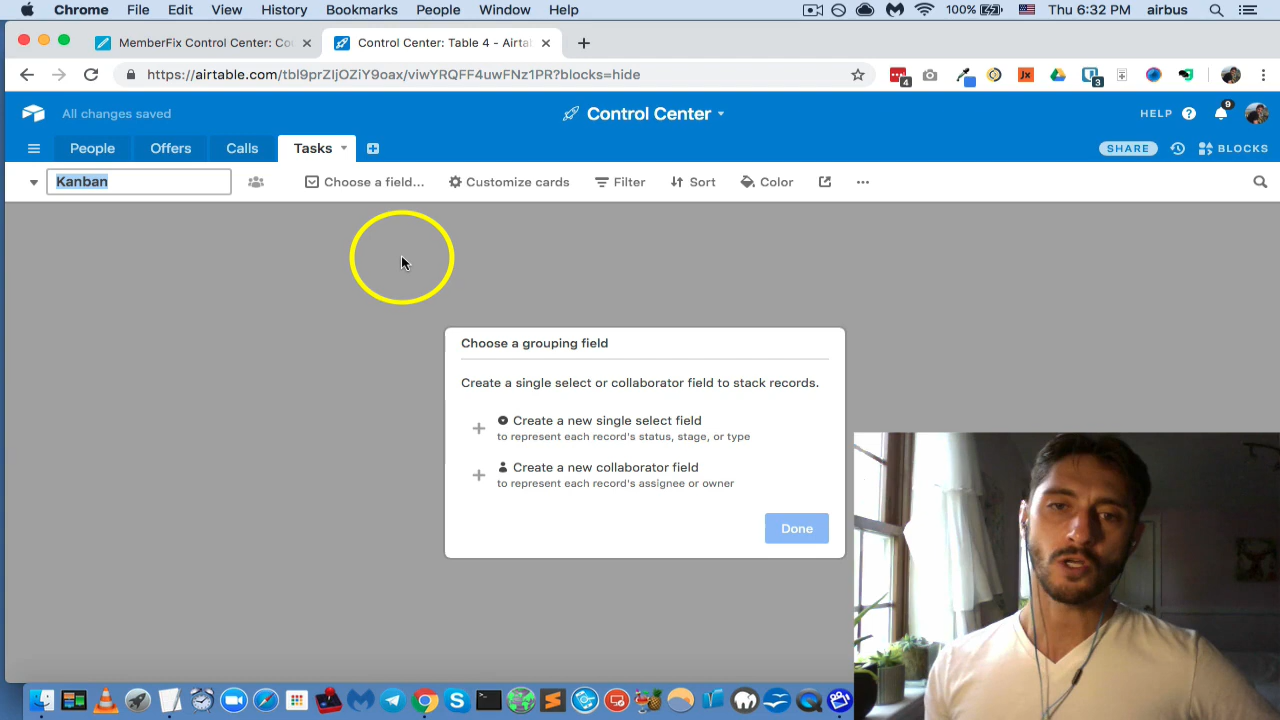 Chrome File Edit View History Bookmarks People Window Help 100% Thu 6:32 PM airbus
MemberFix Control Center: Co
Control Center: Table 4 - Airta
https://airtable.com/tbl9prZIjOZiY9oax/viwYRQFF4uwFNz1PR?blocks=hide
4
Jx
3
All changes saved
Control Center
HELP
9
People Offers Calls Tasks
SHARE
BLOCKS
Kanban
Choose a field...
Customize cards
Filter
Sort
Color
Choose a grouping field
Create a single select or collaborator field to stack records.
Create a new single select field
to represent each record's status, stage, or type
Create a new collaborator field
to represent each record's assignee or owner
Done